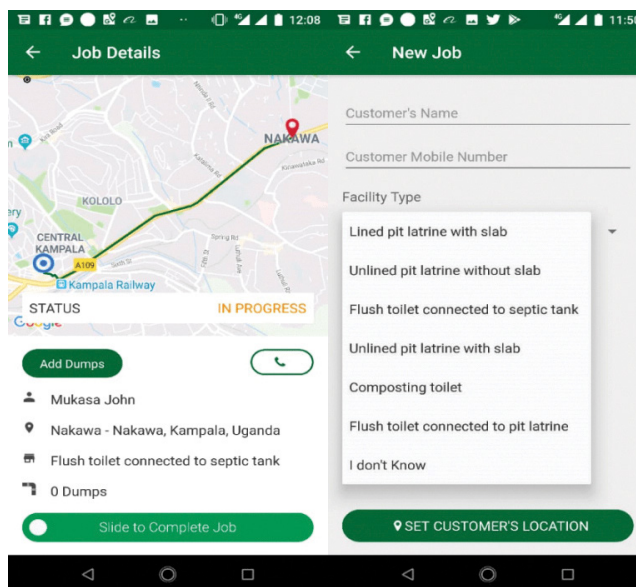 12:08
Job Details
NAKAWA
KOLOLO
CENTRAL
KAMPALA
A109
Kampala Railway
STATUS IN PROGRESS
Google
Add Dumps
Mukasa John
Nakawa - Nakawa, Kampala, Uganda
Flush toilet connected to septic tank
0 Dumps
Slide to Complete Job
11:50
New Job
Customer's Name
Customer Mobile Number
Facility Type
Lined pit latrine with slab
Unlined pit latrine without slab
Flush toilet connected to septic tank
Unlined pit latrine with slab
Composting toilet
Flush toilet connected to pit latrine
I don't Know
SET CUSTOMER'S LOCATION